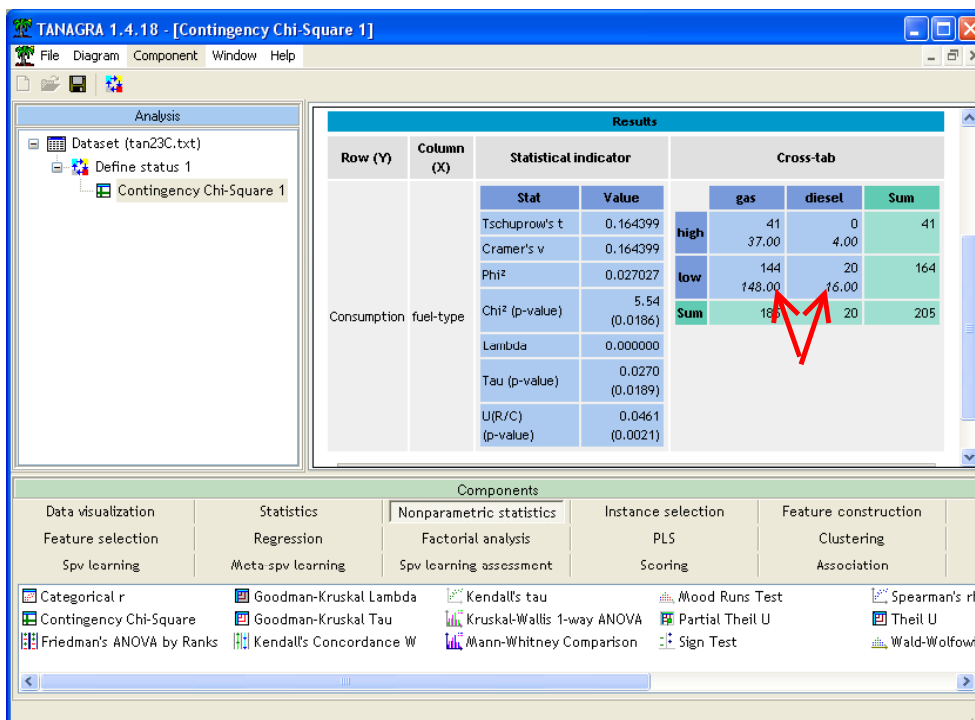 TANAGRA 1.4.18 - [Contingency Chi-Square 1]
File Diagram Component Window Help
Analysis
Dataset (tan23C.txt)
Define status 1
Contingency Chi-Square 1
Results
Row (Y) Column (X) Statistical indicator Cross-tab
Consumption fuel-type
Stat Value
Tschuprow's t 0.164399
Cramer's v 0.164399
Phi² 0.027027
Chi² (p-value) 5.54 (0.0186)
Lambda 0.000000
Tau (p-value) 0.0270 (0.0189)
U(R/C) (p-value) 0.0461 (0.0021)
gas diesel Sum
high 41 0 41
37.00 4.00
low 144 20 164
148.00 16.00
Sum 185 20 205
Components
Data visualization Statistics Nonparametric statistics Instance selection Feature construction
Feature selection Regression Factorial analysis PLS Clustering
Spv learning Meta-spv learning Spv learning assessment Scoring Association
Categorical r Goodman-Kruskal Lambda Kendall's tau Mood Runs Test Spearman's rh
Contingency Chi-Square Goodman-Kruskal Tau Kruskal-Wallis 1-way ANOVA Partial Theil U Theil U
Friedman's ANOVA by Ranks Kendall's Concordance W Mann-Whitney Comparison Sign Test Wald-Wolfowi